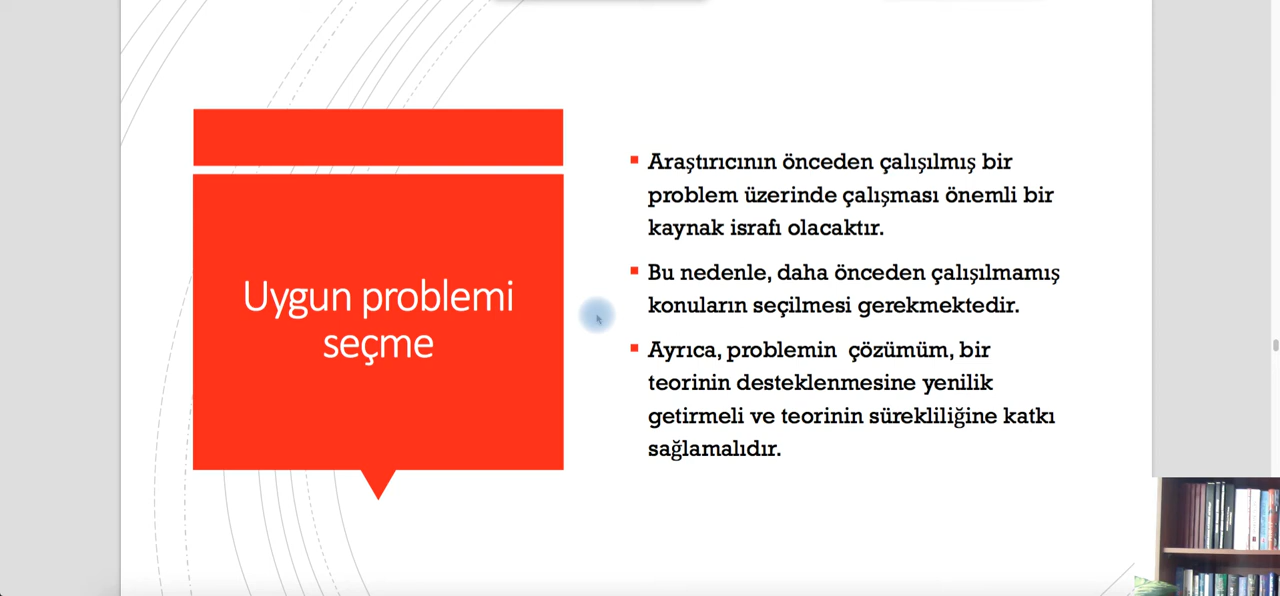 Uygun problemi
seçme
Araştırıcının önceden çalışılmış bir
problem üzerinde çalışması önemli bir
kaynak israfı olacaktır.
Bu nedenle, daha önceden çalışılmamış
konuların seçilmesi gerekmektedir.
Ayrıca, problemin  çözümüm, bir
teorinin desteklenmesine yenilik
getirmeli ve teorinin sürekliliğine katkı
sağlamalıdır.